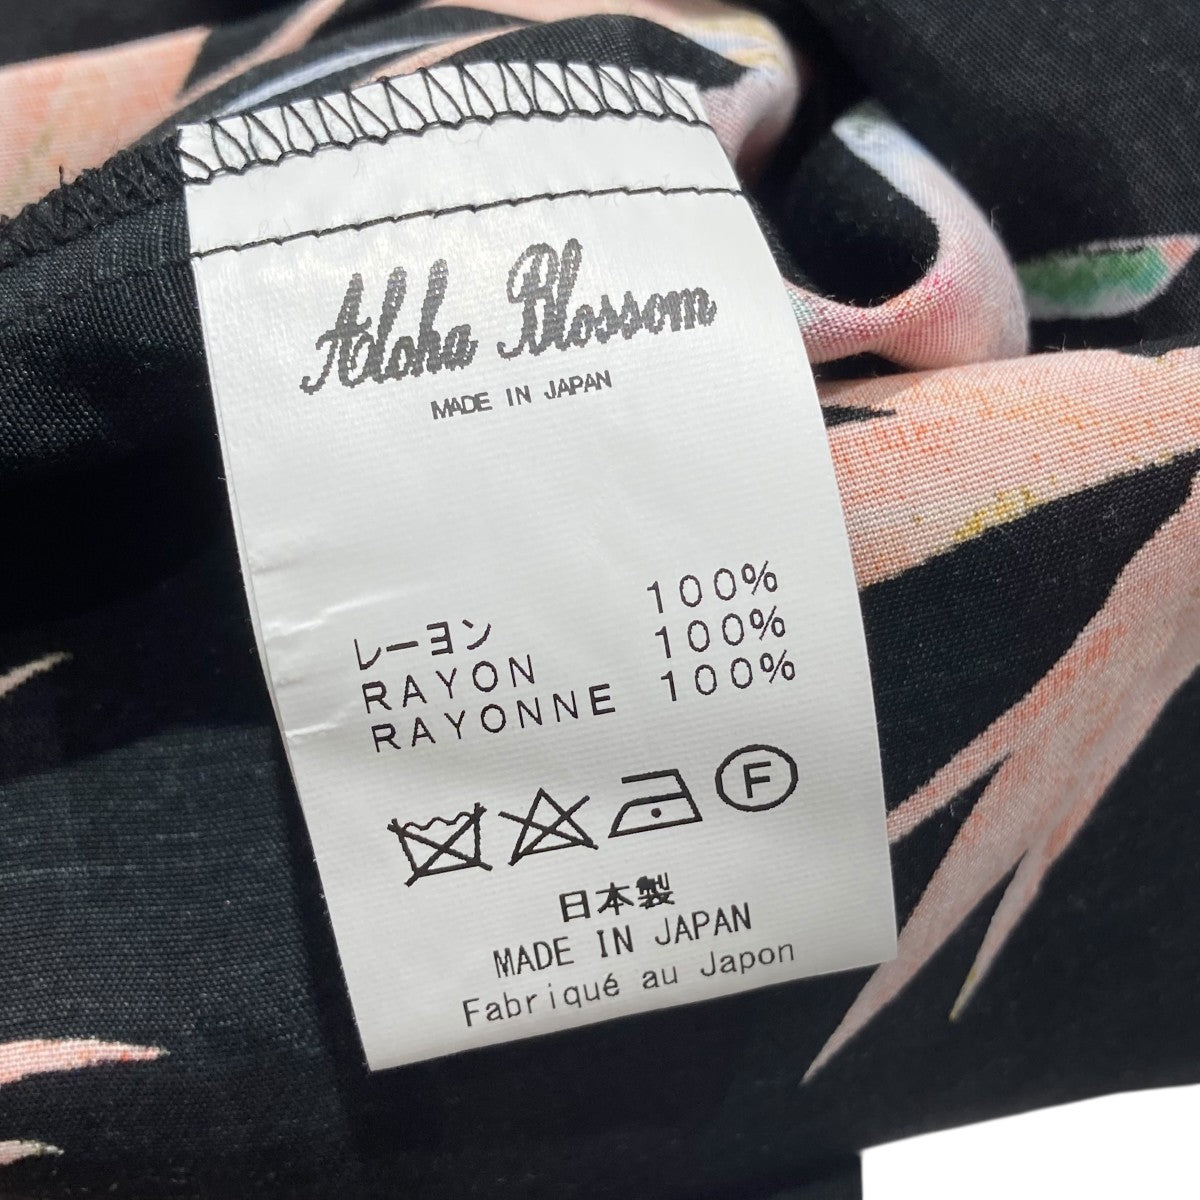 Aloha Blossom
MADE IN JAPAN
レーヨン 100%
RAYON 100%
RAYONNE 100%
F
日本製
MADE IN JAPAN
Fabriqué au Japon